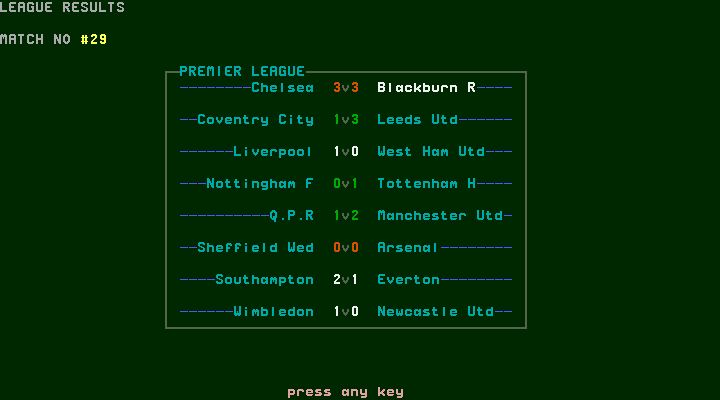 LEAGUE RESULTS
MATCH NO #29
PREMIER LEAGUE
Chelsea 3v3 Blackburn R
Coventry City 1v3 Leeds Utd
Liverpool 1v0 West Ham Utd
Nottingham F 0v1 Tottenham H
Q.P.R 1v2 Manchester Utd
Sheffield Wed 0v0 Arsenal
Southampton 2v1 Everton
Wimbledon 1v0 Newcastle Utd
press any key